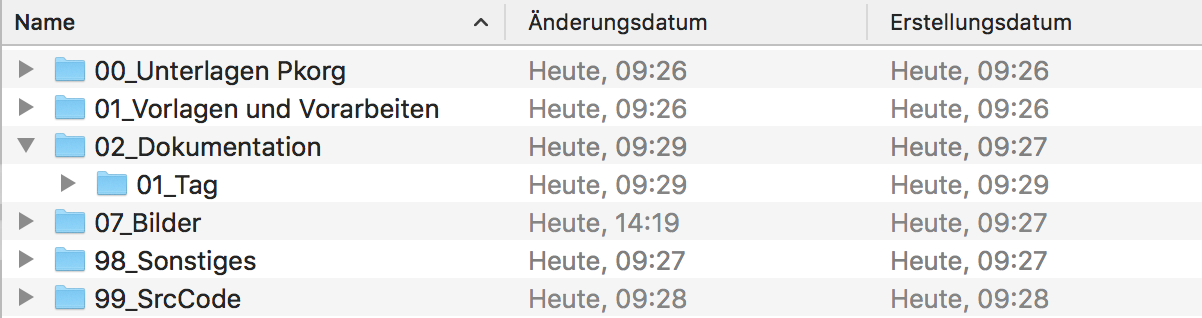 Name Änderungsdatum Erstellungsdatum
00_Unterlagen Pkorg Heute, 09:26 Heute, 09:26
01_Vorlagen und Vorarbeiten Heute, 09:26 Heute, 09:26
02_Dokumentation Heute, 09:29 Heute, 09:27
01_Tag Heute, 09:29 Heute, 09:29
07_Bilder Heute, 14:19 Heute, 09:27
98_Sonstiges Heute, 09:27 Heute, 09:27
99_SrcCode Heute, 09:28 Heute, 09:28